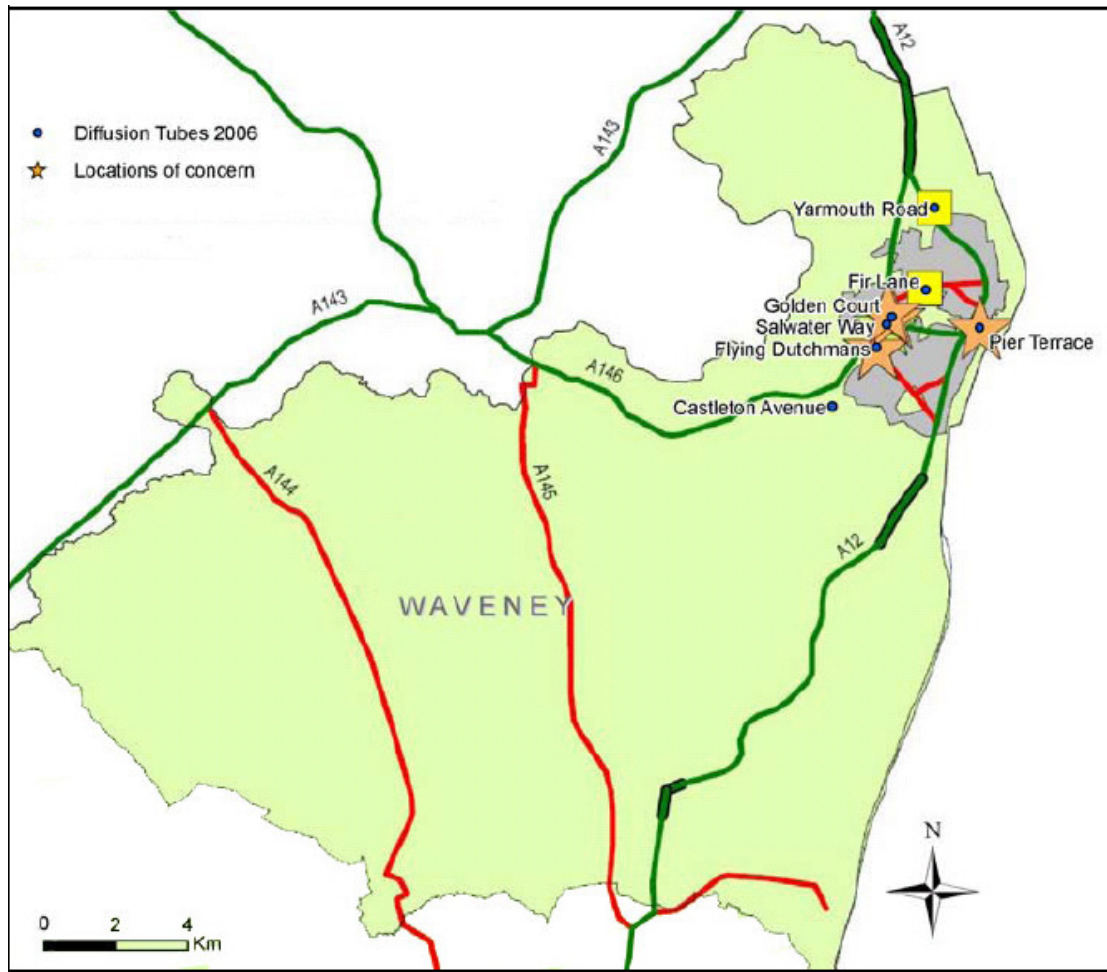 A12
A143
Diffusion Tubes 2006
Locations of concern
Yarmouth Road
Fir Lane
Golden Court
Salwater Way
Flying Dutchmans
Pier Terrace
A143
A146
Castleton Avenue
A144
A145
A12
WAVENEY
N
0 2 4
Km